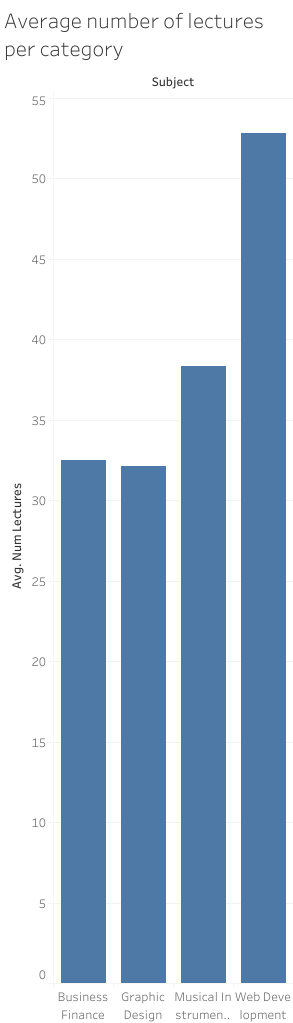 Average number of lectures
per category
Subject
55
50
45
40
35
30
25
20
15
10
5
0
Avg. Num Lectures
Business
Finance
Graphic
Design
Musical In
strumen..
Web Deve
lopment